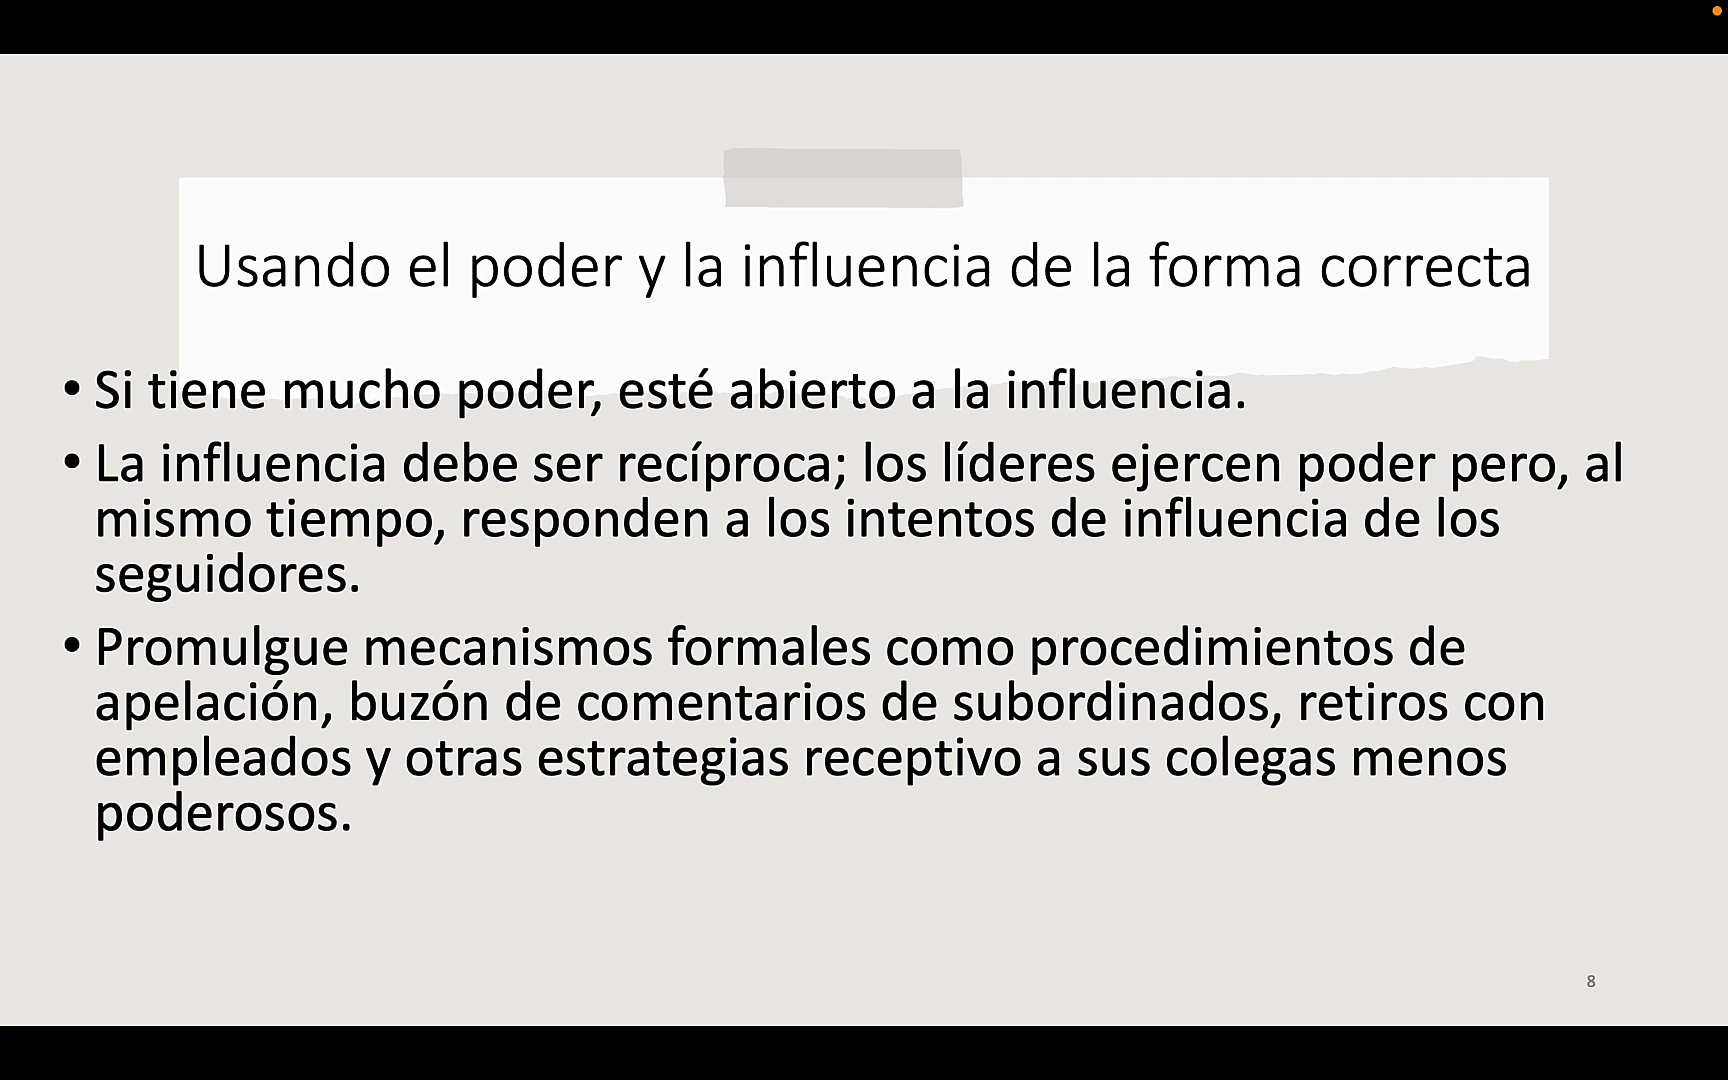 Usando el poder y la influencia de la forma correcta
• Si tiene mucho poder, esté abierto a la influencia.
• La influencia debe ser recíproca; los líderes ejercen poder pero, al
mismo tiempo, responden a los intentos de influencia de los
seguidores.
• Promulgue mecanismos formales como procedimientos de
apelación, buzón de comentarios de subordinados, retiros con
empleados y otras estrategias receptivo a sus colegas menos
poderosos.
8